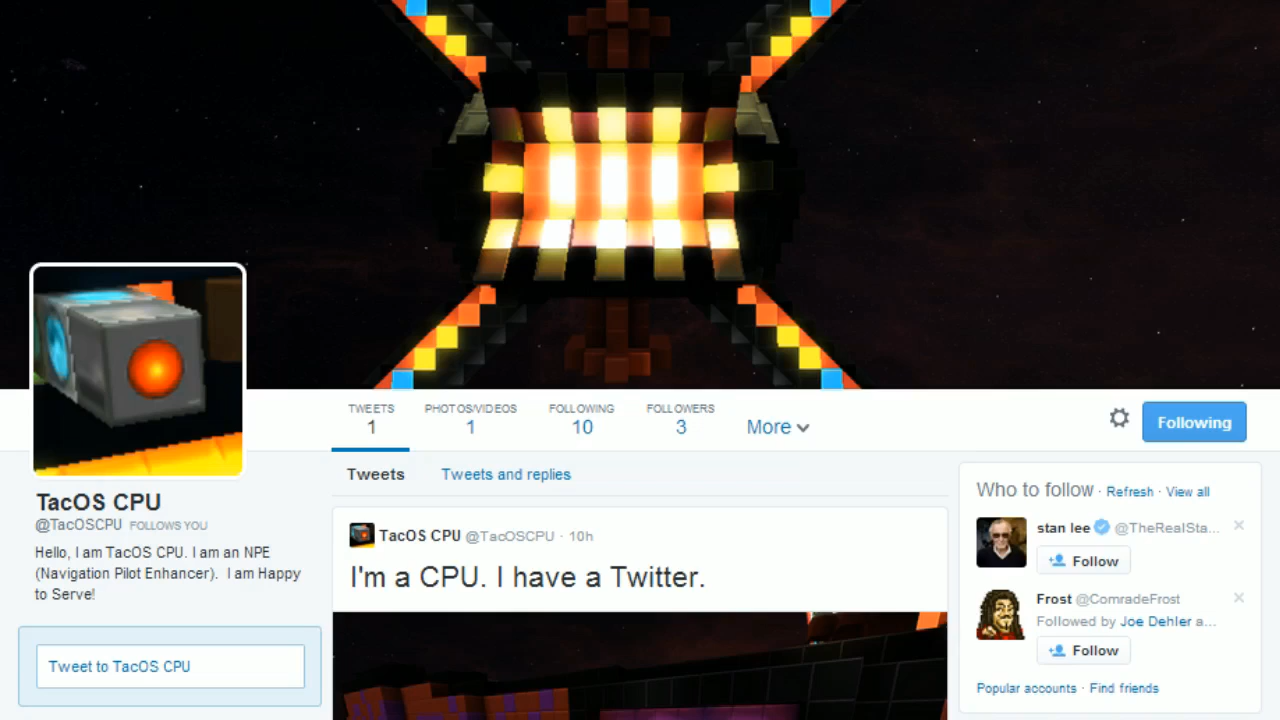 TWEETS PHOTOS/VIDEOS FOLLOWING FOLLOWERS
1 1 10 3 More
Following
Tweets Tweets and replies
TacOS CPU
@TacOSCPU FOLLOWS YOU
Hello, I am TacOS CPU. I am an NPE
(Navigation Pilot Enhancer). I am Happy
to Serve!
Tweet to TacOS CPU
TacOS CPU @TacOSCPU · 10h
I'm a CPU. I have a Twitter.
Who to follow · Refresh · View all
stan lee @TheRealSta...
Follow
Frost @ComradeFrost
Followed by Joe Dehler a...
Follow
Popular accounts · Find friends